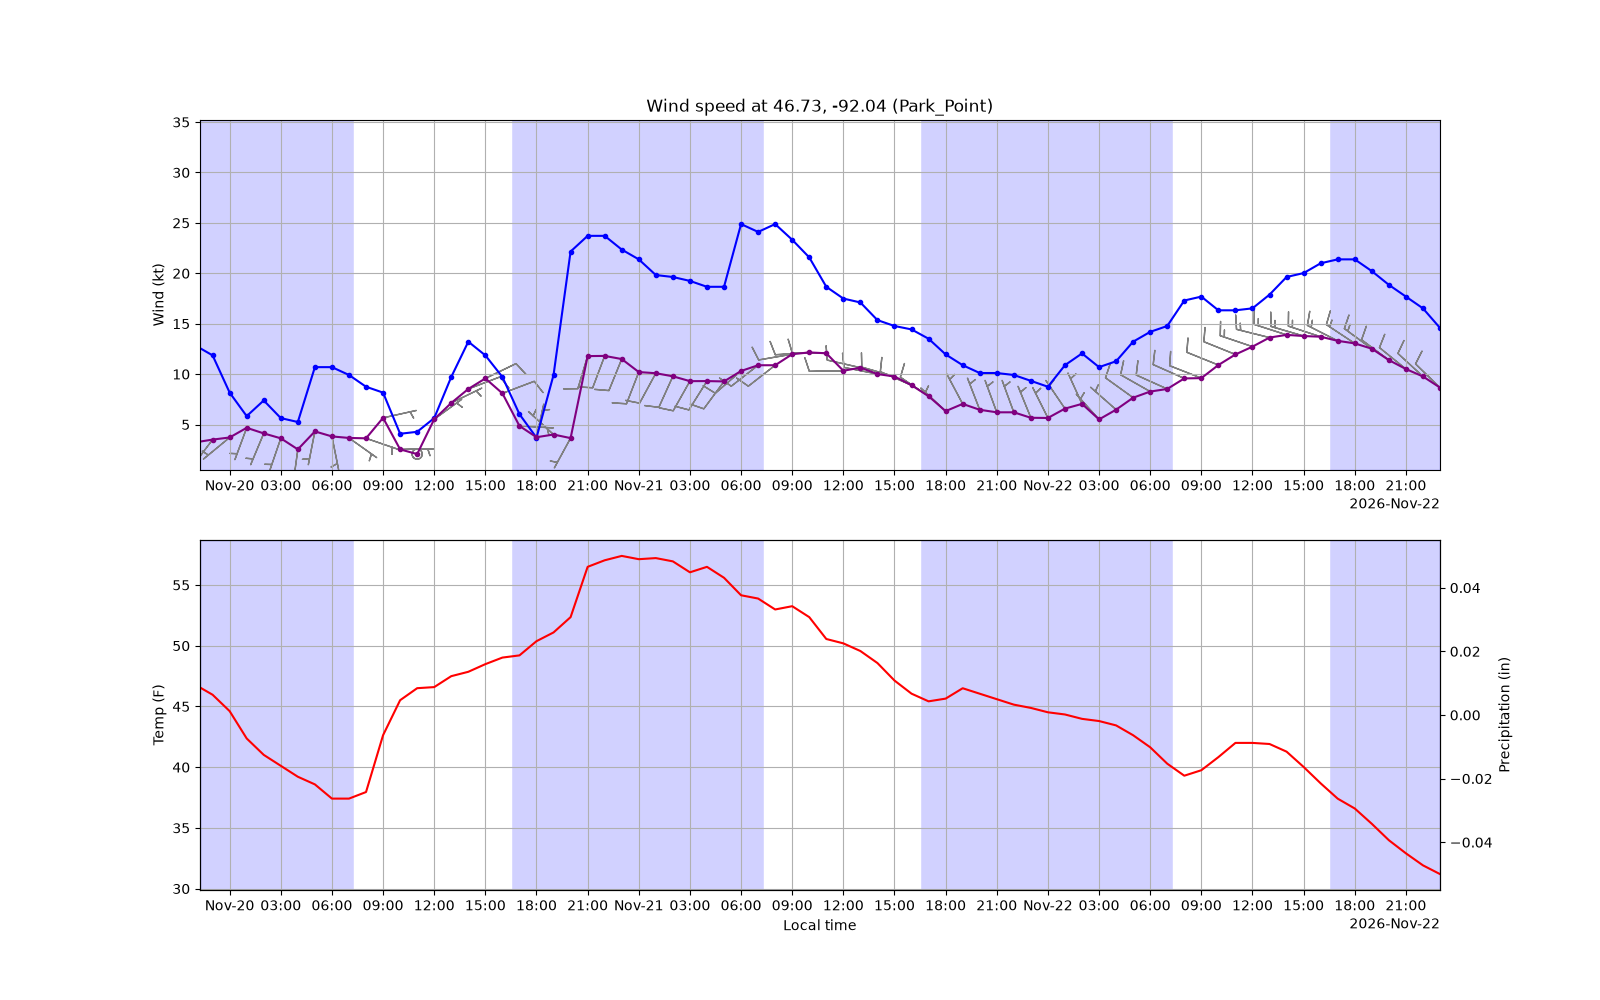 Wind speed at 46.73, -92.04 (Park_Point)
35
30
25
20
15
10
5
Wind (kt)
Nov-20 03:00 06:00 09:00 12:00 15:00 18:00 21:00 Nov-21 03:00 06:00 09:00 12:00 15:00 18:00 21:00 Nov-22 03:00 06:00 09:00 12:00 15:00 18:00 21:00
2026-Nov-22
55
50
45
40
35
30
Temp (F)
0.04
0.02
0.00
−0.02
−0.04
Precipitation (in)
Nov-20 03:00 06:00 09:00 12:00 15:00 18:00 21:00 Nov-21 03:00 06:00 09:00 12:00 15:00 18:00 21:00 Nov-22 03:00 06:00 09:00 12:00 15:00 18:00 21:00
Local time
2026-Nov-22